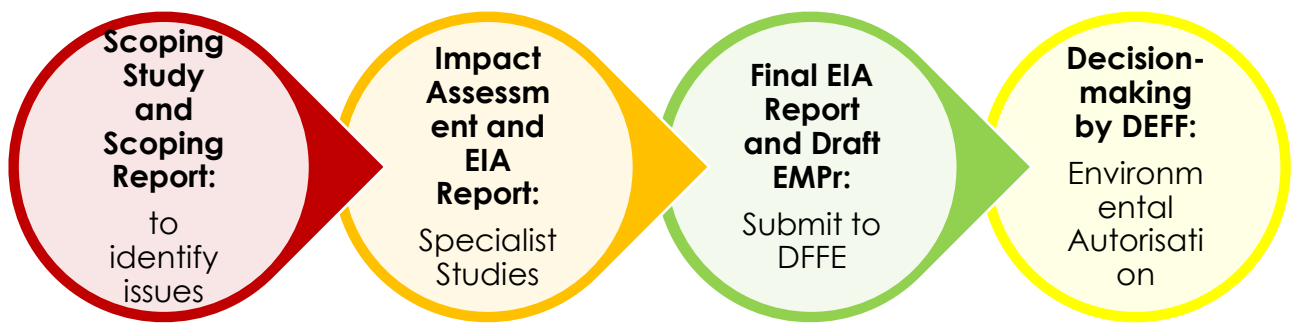 Scoping
Study
and
Scoping
Report:
to
identify
issues
Impact
Assessm
ent and
EIA
Report:
Specialist
Studies
Final EIA
Report
and Draft
EMPr:
Submit to
DFFE
Decision-
making
by DEFF:
Environm
ental
Autorisati
on